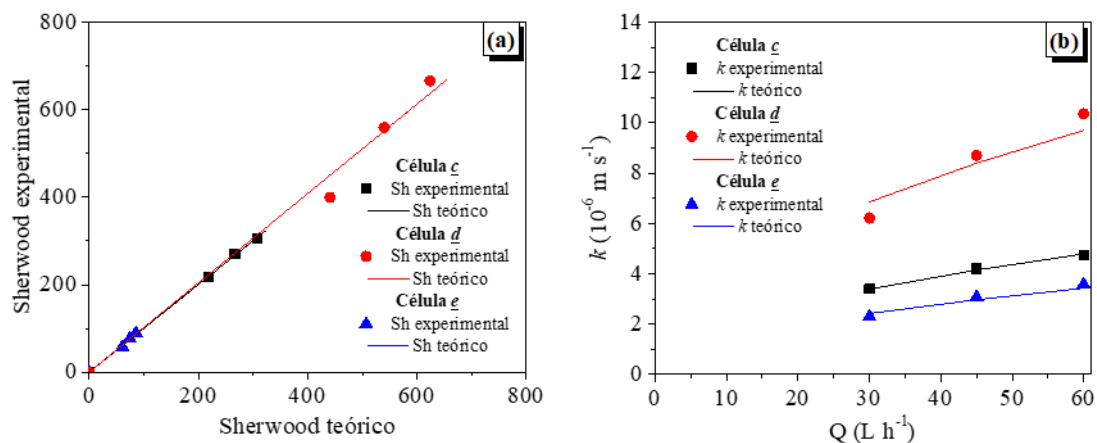 (a)
800
600
400
200
0
0
200
400
600
800
Sherwood experimental
Sherwood teórico
Célula c
Sh experimental
Sh teórico
Célula d
Sh experimental
Sh teórico
Célula e
Sh experimental
Sh teórico
(b)
14
12
10
8
6
4
2
0
0
10
20
30
40
50
60
k (10⁻⁶ m s⁻¹)
Q (L h⁻¹)
Célula c
k experimental
k teórico
Célula d
k experimental
k teórico
Célula e
k experimental
k teórico